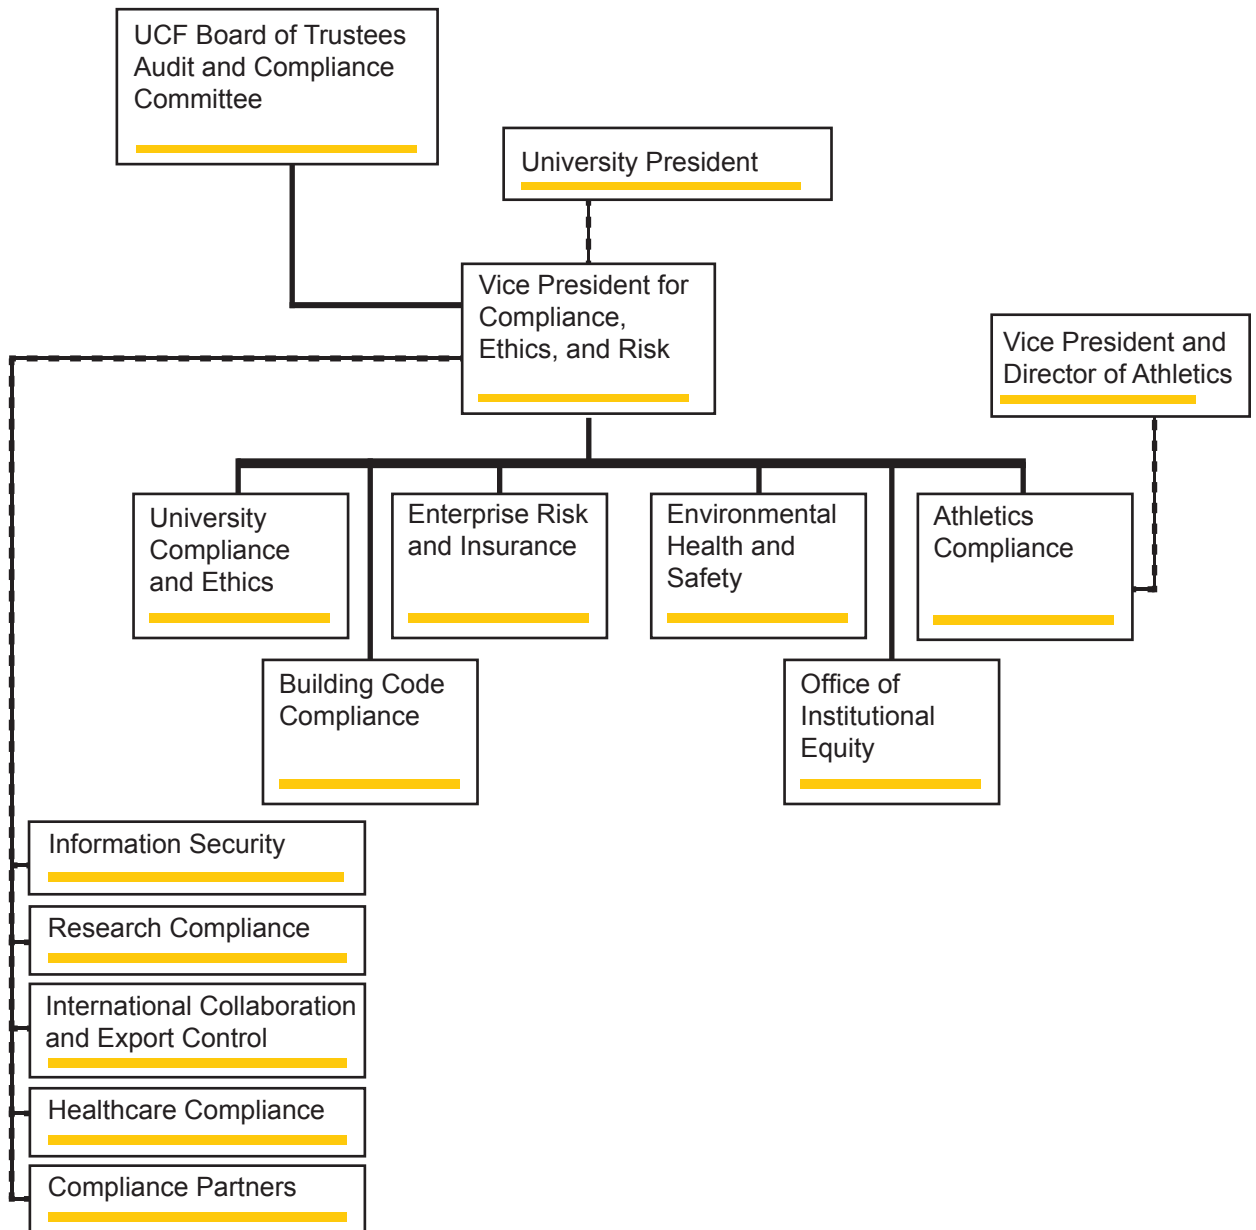 UCF Board of Trustees
Audit and Compliance
Committee
University President
Vice President for
Compliance,
Ethics, and Risk
Vice President and
Director of Athletics
University
Compliance
and Ethics
Enterprise Risk
and Insurance
Environmental
Health and
Safety
Athletics
Compliance
Building Code
Compliance
Office of
Institutional
Equity
Information Security
Research Compliance
International Collaboration
and Export Control
Healthcare Compliance
Compliance Partners